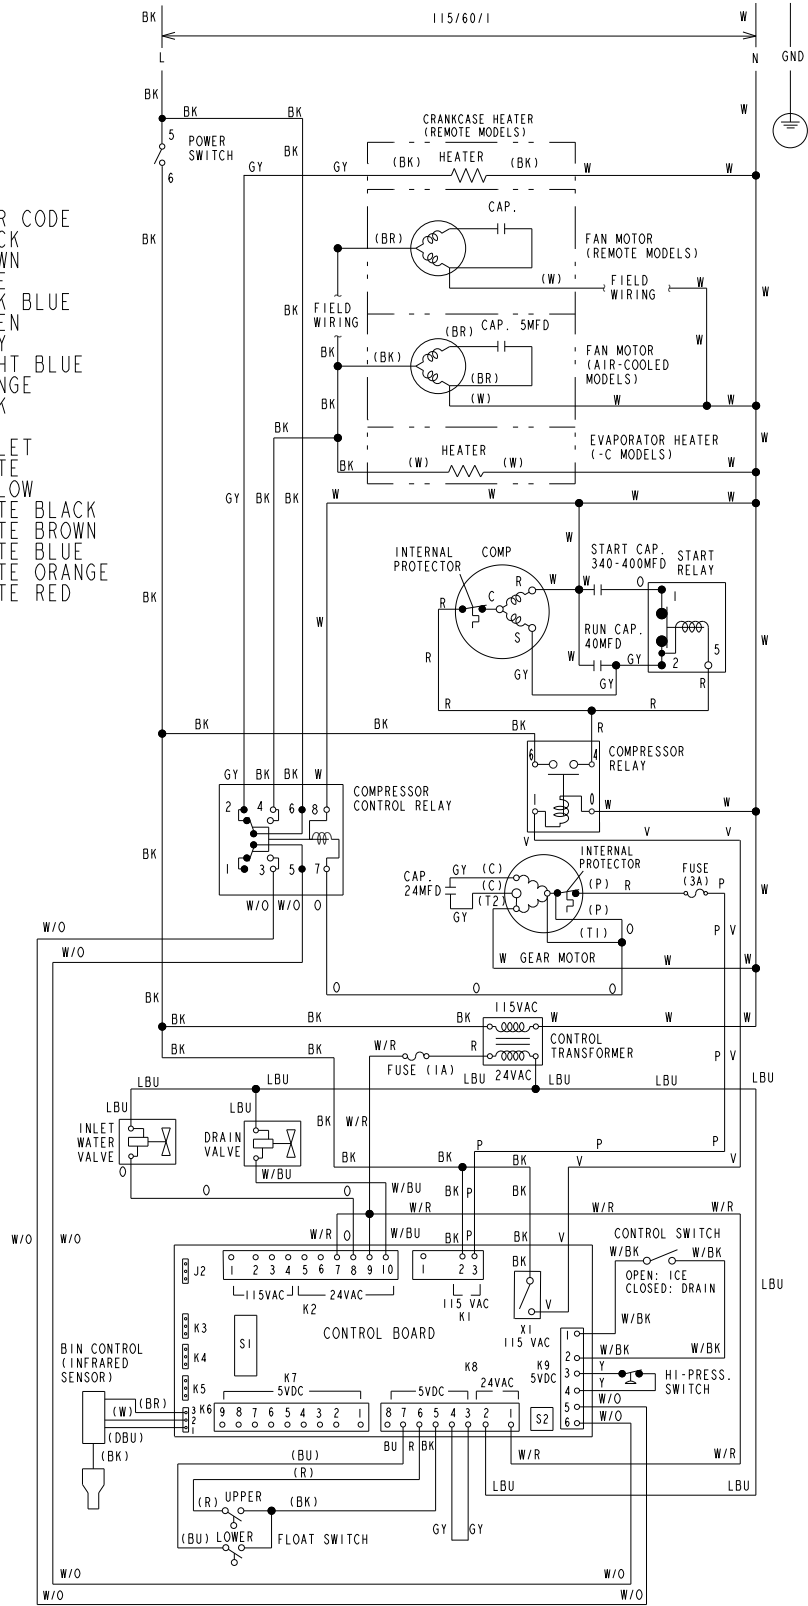 BK
115/60/1
W
L
N
GND
BK
W
BK
BK
5
POWER
SWITCH
6
BK
CRANKCASE HEATER
(REMOTE MODELS)
GY
GY
(BK)
HEATER
(BK)
W
W
R CODE
CK
WN
E
K BLUE
EN
Y
HT BLUE
NGE
K
LET
TE
LOW
TE BLACK
TE BROWN
TE BLUE
TE ORANGE
TE RED
BK
CAP.
(BR)
FAN MOTOR
(REMOTE MODELS)
(W)
FIELD
WIRING
W
W
BK
FIELD
WIRING
(BR)
CAP. 5MFD
W
BK
(BK)
FAN MOTOR
(AIR-COOLED
MODELS)
(BR)
(W)
BK
W
W
BK
EVAPORATOR HEATER
(-C MODELS)
W
HEATER
BK
(W)
(W)
W
GY
BK
BK
W
W
W
W
W
INTERNAL
PROTECTOR
COMP
START CAP.
340-400MFD
START
RELAY
R
W
W
0
1
BK
R
C
W
S
RUN CAP.
40MFD
W
R
W
GY
GY
GY
2
5
R
R
R
BK
BK
BK
R
6
4
COMPRESSOR
RELAY
GY
BK
BK
W
COMPRESSOR
CONTROL RELAY
2
4
6
8
1
0
W
W
V
V
V
BK
1
3
5
7
INTERNAL
PROTECTOR
CAP.
24MFD
GY
(C)
(C)
(T2)
GY
(P)
R
FUSE
(3A)
P
W
W/O
W/O
O
(P)
(T1)
O
P
V
W/O
W/O
W
GEAR MOTOR
W
W
BK
O
O
O
115VAC
BK
BK
BK
W
W
CONTROL
TRANSFORMER
BK
BK
W/R
R
FUSE (1A)
24VAC
P
V
LBU
LBU
LBU
LBU
LBU
LBU
LBU
BK
W/R
INLET
WATER
VALVE
DRAIN
VALVE
P
P
P
BK
BK
BK
V
V
O
W/BU
W/BU
BK
P
BK
O
O
W/R
W/R
W/R
W/O
W/O
W/R
O
W/BU
BK
P
BK
V
CONTROL SWITCH
W/BK
W/BK
OPEN: ICE
CLOSED: DRAIN
J2
1 2 3 4 5 6 7 8 9 10
1 2 3
BK
LBU
115VAC
24VAC
K2
115 VAC
K1
V
W/BK
K3
S1
CONTROL BOARD
X1
115 VAC
1
BIN CONTROL
(INFRARED
SENSOR)
K4
2
W/BK
W/BK
K5
K7
5VDC
K8
5VDC
24VAC
K9
5VDC
3
Y
HI-PRESS.
SWITCH
4
Y
(BR)
(W)
(DBU)
(BK)
3
2
1
K6
9 8 7 6 5 4 3 2 1
8 7 6 5 4 3 2 1
S2
5
W/O
6
W/O
BU
R
BK
(BU)
(R)
W/R
W/R
LBU
LBU
(R)
UPPER
(BK)
(BU)
LOWER
FLOAT SWITCH
GY
GY
W/O
W/O
W/O
W/O